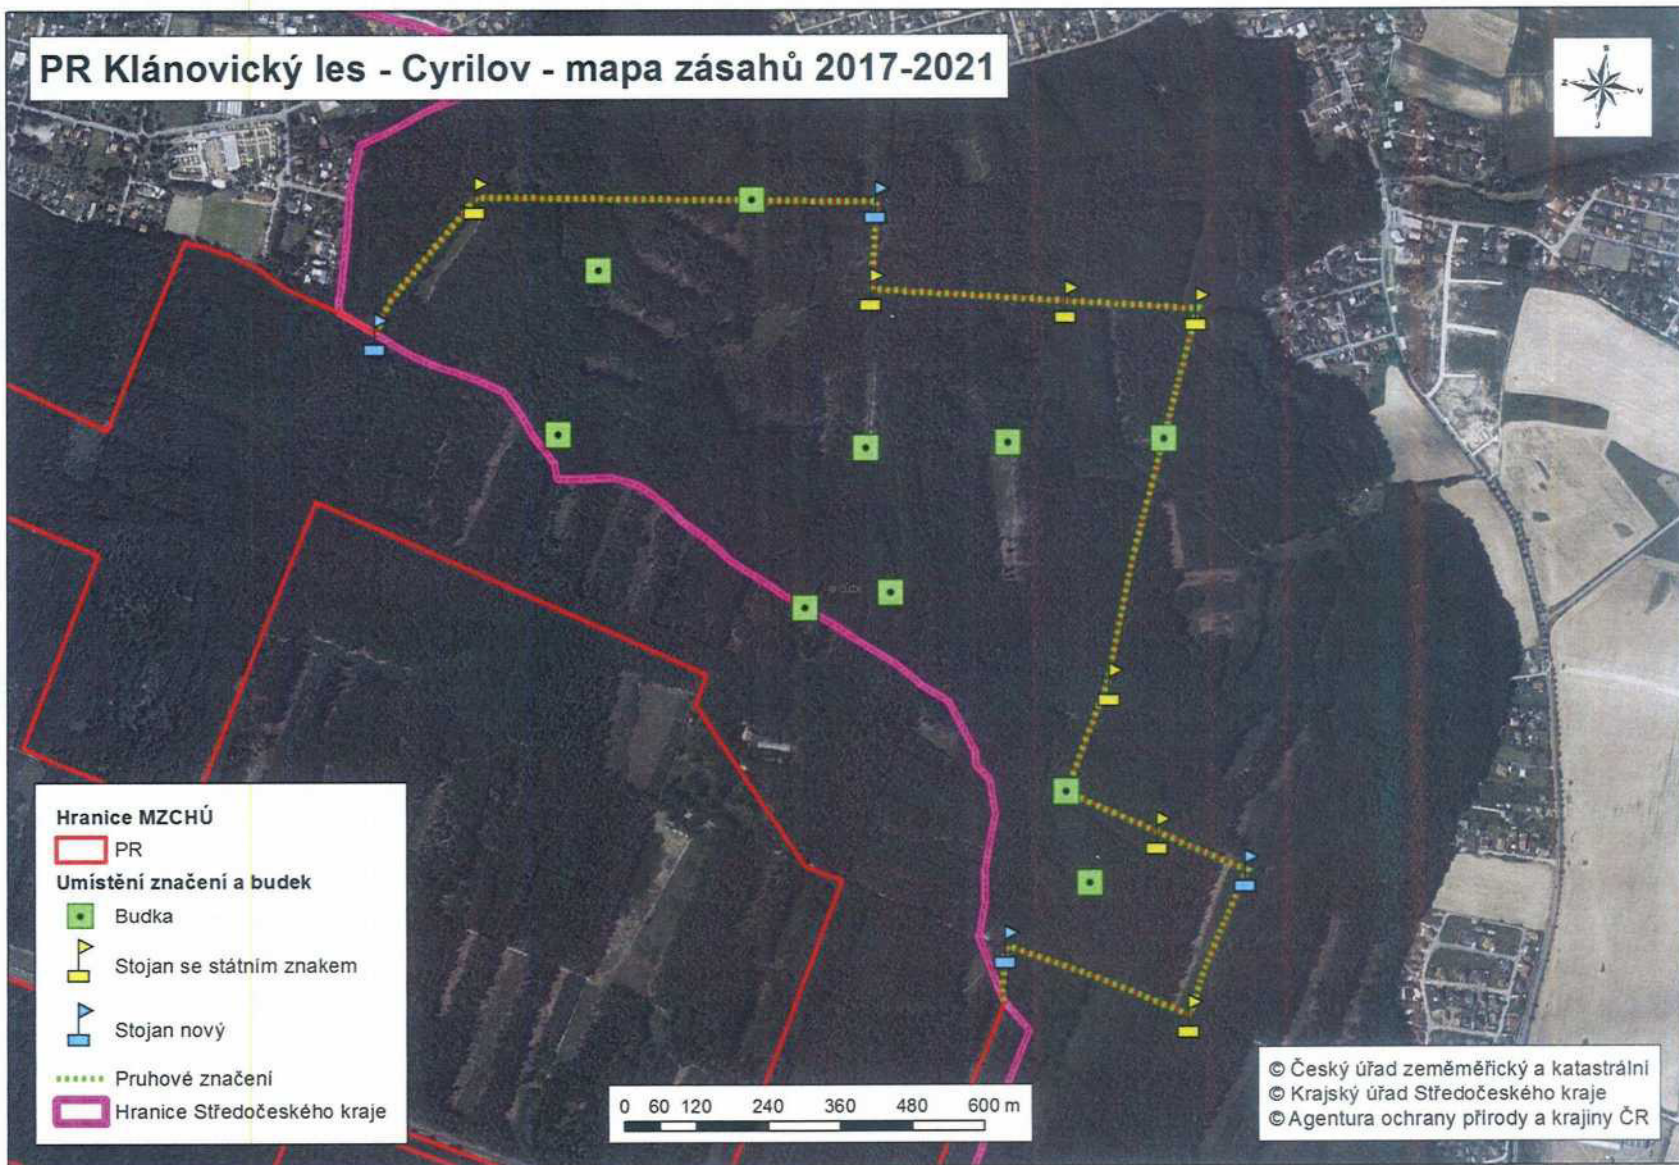 PR Klánovický les - Cyrilov - mapa zásahů 2017-2021
S
Z
V
J
Hranice MZCHÚ
PR
Umístění značení a budek
Budka
Stojan se státním znakem
Stojan nový
Pruhové značení
Hranice Středočeského kraje
0 60 120 240 360 480 600 m
© Český úřad zeměměřický a katastrální
© Krajský úřad Středočeského kraje
© Agentura ochrany přírody a krajiny ČR